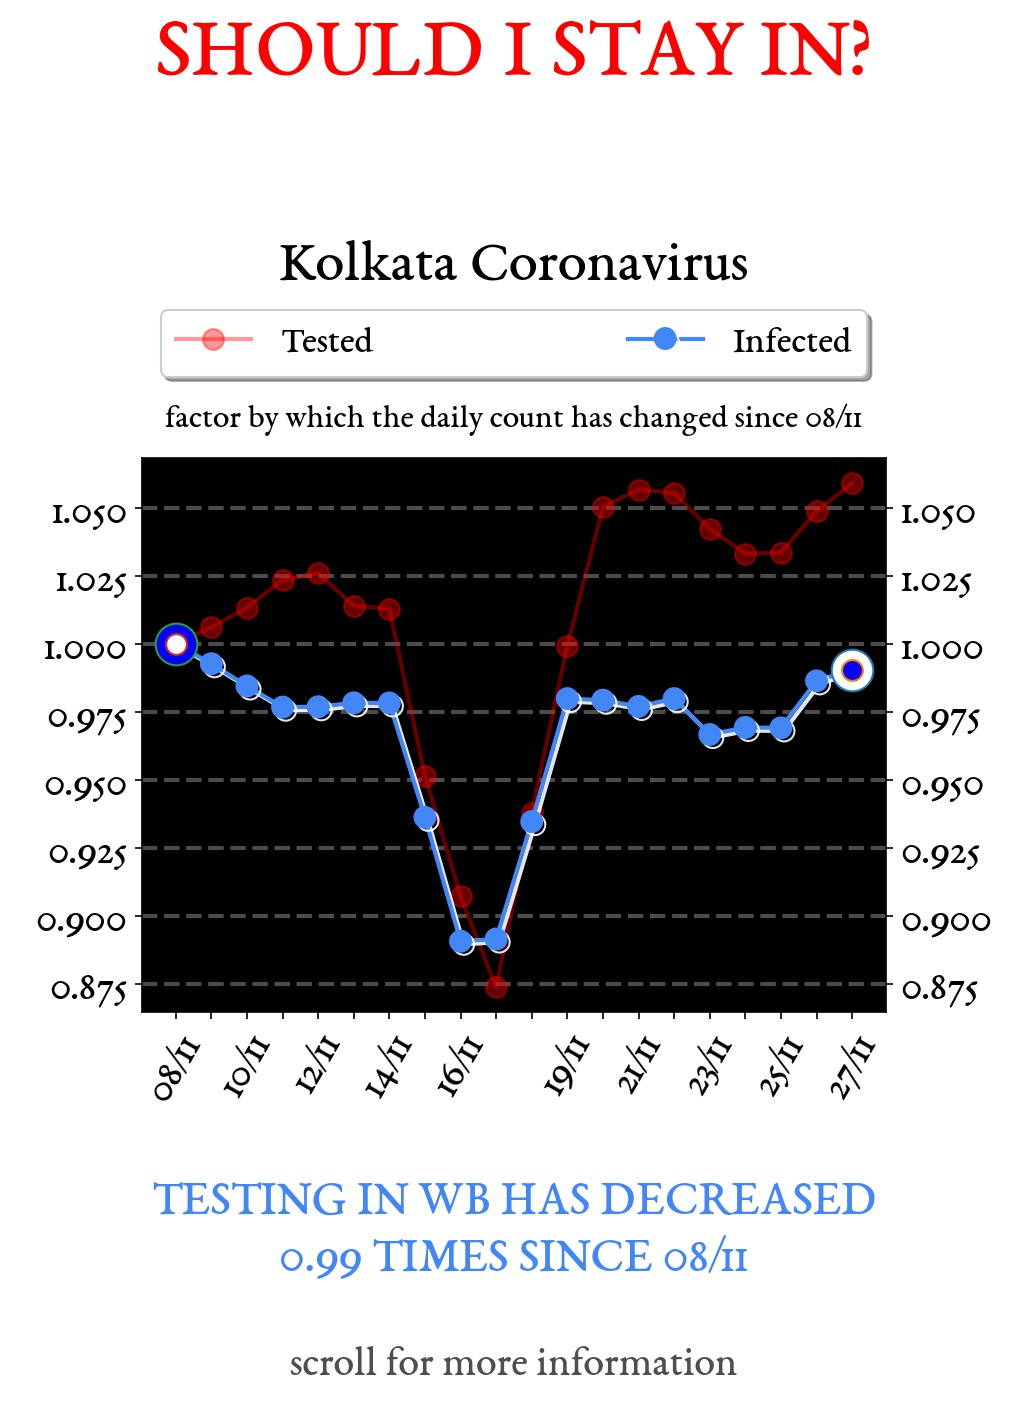 SHOULD I STAY IN?
Kolkata Coronavirus
Tested Infected
factor by which the daily count has changed since 08/11
1.050 1.050
1.025 1.025
1.000 1.000
0.975 0.975
0.950 0.950
0.925 0.925
0.900 0.900
0.875 0.875
08/11 10/11 12/11 14/11 16/11 19/11 21/11 23/11 25/11 27/11
TESTING IN WB HAS DECREASED
0.99 TIMES SINCE 08/11
scroll for more information